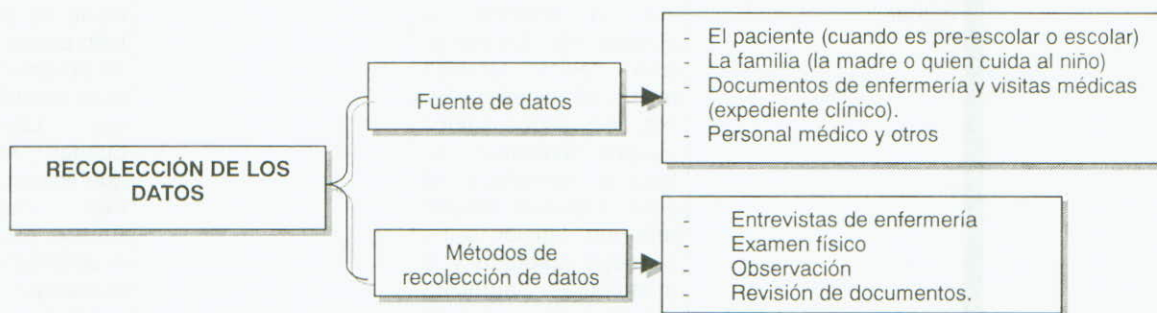 RECOLECCIÓN DE LOS
DATOS
Fuente de datos
- El paciente (cuando es pre-escolar o escolar)
- La familia (la madre o quien cuida al niño)
- Documentos de enfermería y visitas médicas
(expediente clínico).
- Personal médico y otros
Métodos de
recolección de datos
- Entrevistas de enfermería
- Examen físico
- Observación
- Revisión de documentos.